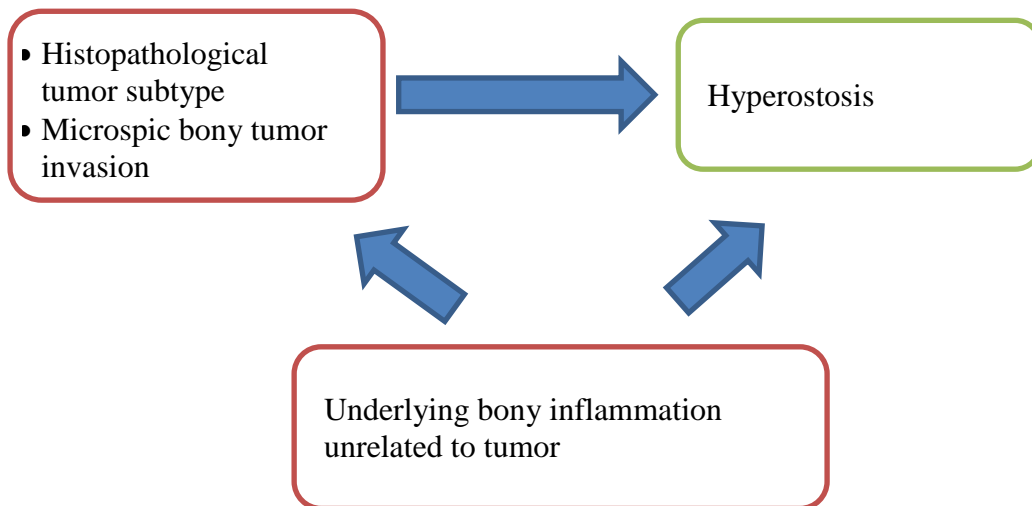 • Histopathological
tumor subtype
• Microspic bony tumor
invasion
Hyperostosis
Underlying bony inflammation
unrelated to tumor